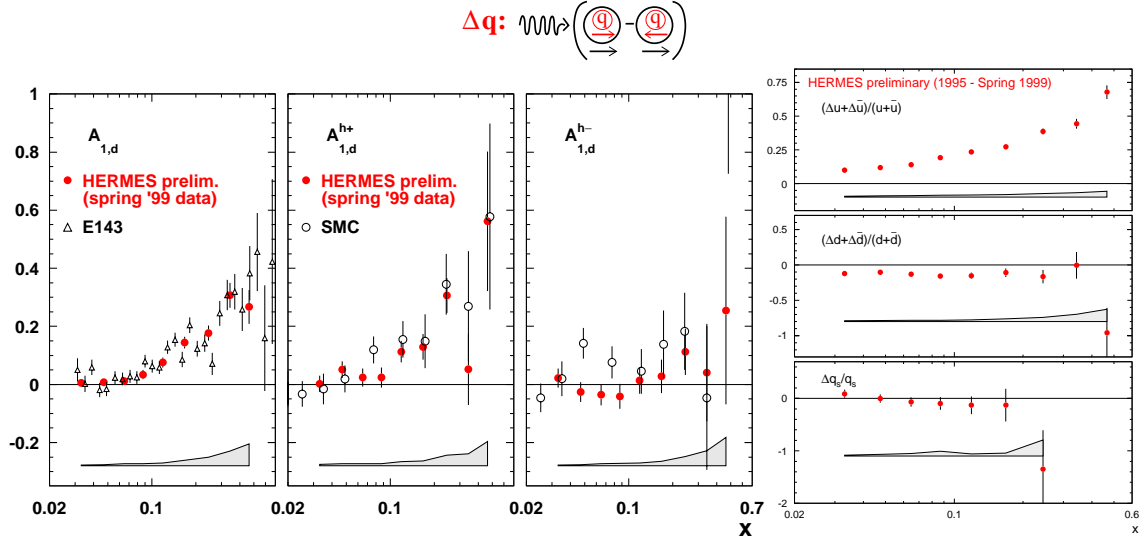 Δq: ( q - q )
1
0.8
0.6
0.4
0.2
0
-0.2
A1,d
HERMES prelim.
(spring '99 data)
E143
0.02
0.1
A1,d^h+
HERMES prelim.
(spring '99 data)
SMC
0.02
0.1
A1,d^h−
0.02
0.1
0.7
x
0.75
0.5
0.25
0
HERMES preliminary (1995 - Spring 1999)
(Δu+Δū)/(u+ū)
0.5
0
-0.5
-1
(Δd+Δd̄)/(d+d̄)
0
-1
-2
Δqs/qs
0.02
0.1
0.6
x